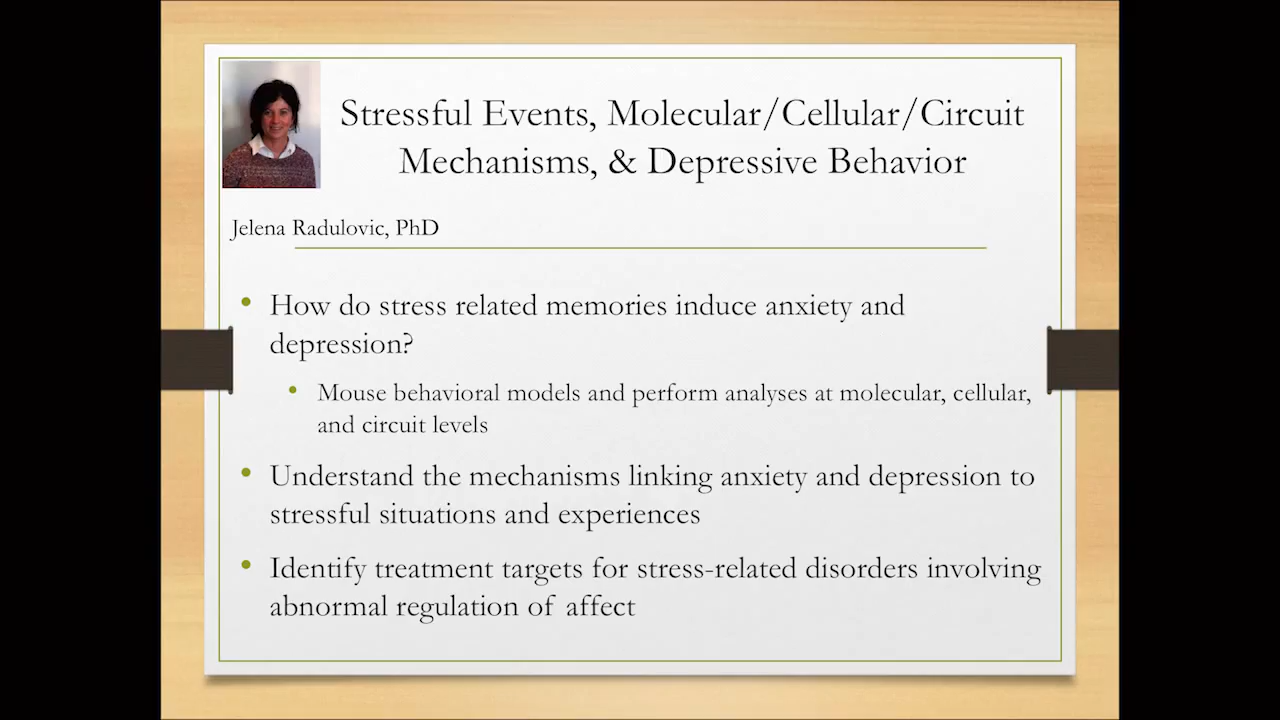 Stressful Events, Molecular/Cellular/Circuit
Mechanisms, & Depressive Behavior
Jelena Radulovic, PhD
• How do stress related memories induce anxiety and
depression?
• Mouse behavioral models and perform analyses at molecular, cellular,
and circuit levels
• Understand the mechanisms linking anxiety and depression to
stressful situations and experiences
• Identify treatment targets for stress-related disorders involving
abnormal regulation of affect